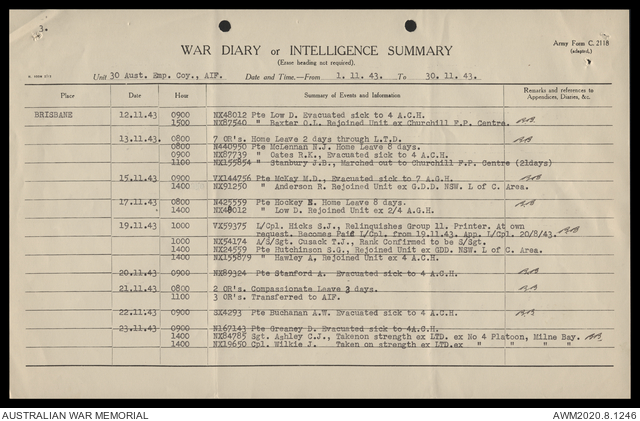 3.
WAR DIARY or INTELLIGENCE SUMMARY
(Erase heading not required).
Army Form C. 2118
(adapted.)
Unit 30 Aust. Emp. Coy., AIF. Date and Time.—From 1. 11. 43. To 30. 11. 43.
Place Date Hour Summary of Events and Information Remarks and references to Appendices, Diaries, &c.
BRISBANE 12.11.43 0900 NX48012 Pte Low D. Evacuated sick to 4 A.C.H.
1500 NX87540 " Baxter O.L. Rejoined Unit ex Churchill F.P. Centre.
13.11.43 0800 7 OR's. Home Leave 2 days through L.T.D.
0800 N440950 Pte McLennan N.J. Home Leave 8 days.
0900 NX87739 " Oates R.K., Evacuated sick to 4 A.C.H.
1100 NX155854 " Stanbury J.B., Marched out to Churchill F.P. Centre (21days)
15.11.43 0900 VX144756 Pte McKay M.D., Evacuated sick to 7 A.G.H.
1400 NX91250 " Anderson R. Rejoined Unit ex G.D.D. NSW. L of C. Area.
17.11.43 0800 N425559 Pte Hockey S. Home Leave 8 days.
1400 NX48012 " Low D. Rejoined Unit ex 2/4 A.G.H.
19.11.43 1000 VX59375 L/Cpl. Hicks S.J., Relinquishes Group 11. Printer. At own
request. Becomes Paid L/Cpl. from 19.11.43. App. L/Cpl. 20/8/43.
1000 NX54174 A/S/Sgt. Cusack T.J., Rank Confirmed to be S/Sgt.
1400 NX24559 Pte Hutchinson S.G., Rejoined Unit ex GDD. NSW. L of C. Area.
1400 NX155879 " Hawley A, Rejoined Unit ex 4 A.C.H.
20.11.43 0900 NX89324 Pte Stanford A. Evacuated sick to 4 A.C.H.
21.11.43 0800 2 OR's. Compassionate Leave 3 days.
1100 3 OR's. Transferred to AIF.
22.11.43 0900 SX4293 Pte Buchanan A.W. Evacuated sick to 4 A.C.H.
23.11.43 0900 N167143 Pte Greaney D. Evacuated sick to 4A.C.H.
1400 NX84785 Sgt. Ashley C.J., Takenon strength ex LTD. ex No 4 Platoon, Milne Bay.
1400 NX19650 Cpl. Wilkie J. Taken on strength ex LTD.ex " " " "
AUSTRALIAN WAR MEMORIAL
AWM2020.8.1246